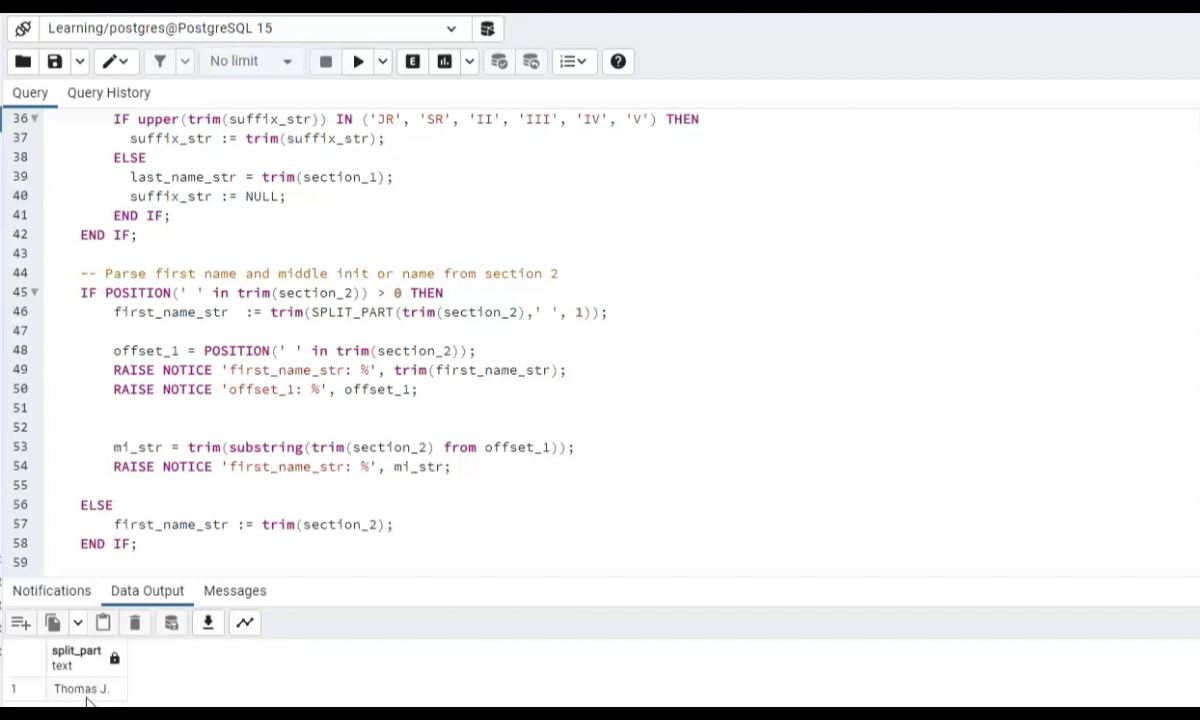 Learning/postgres@PostgreSQL 15
No limit
E
Query Query History
36 IF upper(trim(suffix_str)) IN ('JR', 'SR', 'II', 'III', 'IV', 'V') THEN
37 suffix_str := trim(suffix_str);
38 ELSE
39 last_name_str = trim(section_1);
40 suffix_str := NULL;
41 END IF;
42 END IF;
43
44 -- Parse first name and middle init or name from section 2
45 IF POSITION(' ' in trim(section_2)) > 0 THEN
46 first_name_str := trim(SPLIT_PART(trim(section_2),' ', 1));
47
48 offset_1 = POSITION(' ' in trim(section_2));
49 RAISE NOTICE 'first_name_str: %', trim(first_name_str);
50 RAISE NOTICE 'offset_1: %', offset_1;
51
52
53 mi_str = trim(substring(trim(section_2) from offset_1));
54 RAISE NOTICE 'first_name_str: %', mi_str;
55
56 ELSE
57 first_name_str := trim(section_2);
58 END IF;
59
Notifications Data Output Messages
split_part
text
1 Thomas J.